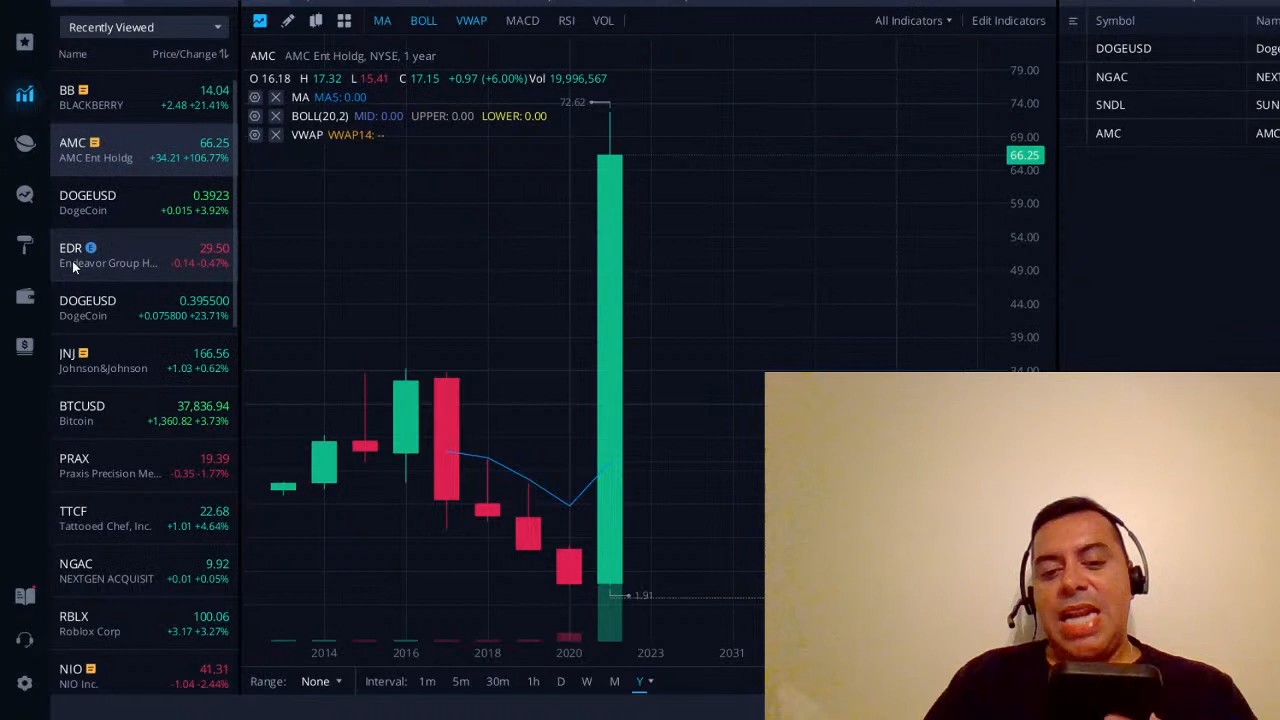 Recently Viewed
Name Price/Change
BB 14.04
BLACKBERRY +2.48 +21.41%
AMC 66.25
AMC Ent Holdg +34.21 +106.77%
DOGEUSD 0.3923
DogeCoin +0.015 +3.92%
EDR E 29.50
Endeavor Group H... -0.14 -0.47%
DOGEUSD 0.395500
DogeCoin +0.075800 +23.71%
JNJ 166.56
Johnson&Johnson +1.03 +0.62%
BTCUSD 37,836.94
Bitcoin +1,360.82 +3.73%
PRAX 19.39
Praxis Precision Me... -0.35 -1.77%
TTCF 22.68
Tattooed Chef, Inc. +1.01 +4.64%
NGAC 9.92
NEXTGEN ACQUISIT +0.01 +0.05%
RBLX 100.06
Roblox Corp +3.17 +3.27%
NIO 41.31
NIO Inc. -1.04 -2.44%
MA BOLL VWAP MACD RSI VOL All Indicators Edit Indicators
AMC AMC Ent Holdg, NYSE, 1 year
O 16.18 H 17.32 L 15.41 C 17.15 +0.97 (+6.00%) Vol 19,996,567
MA MA5: 0.00
BOLL(20,2) MID: 0.00 UPPER: 0.00 LOWER: 0.00
VWAP VWAP14: --
72.62
1.91
79.00
74.00
69.00
66.25
64.00
59.00
54.00
49.00
44.00
39.00
34.00
2014 2016 2018 2020 2023 2031
Range: None Interval: 1m 5m 30m 1h D W M Y
Symbol Nam
DOGEUSD Doge
NGAC NEXT
SNDL SUN
AMC AMC